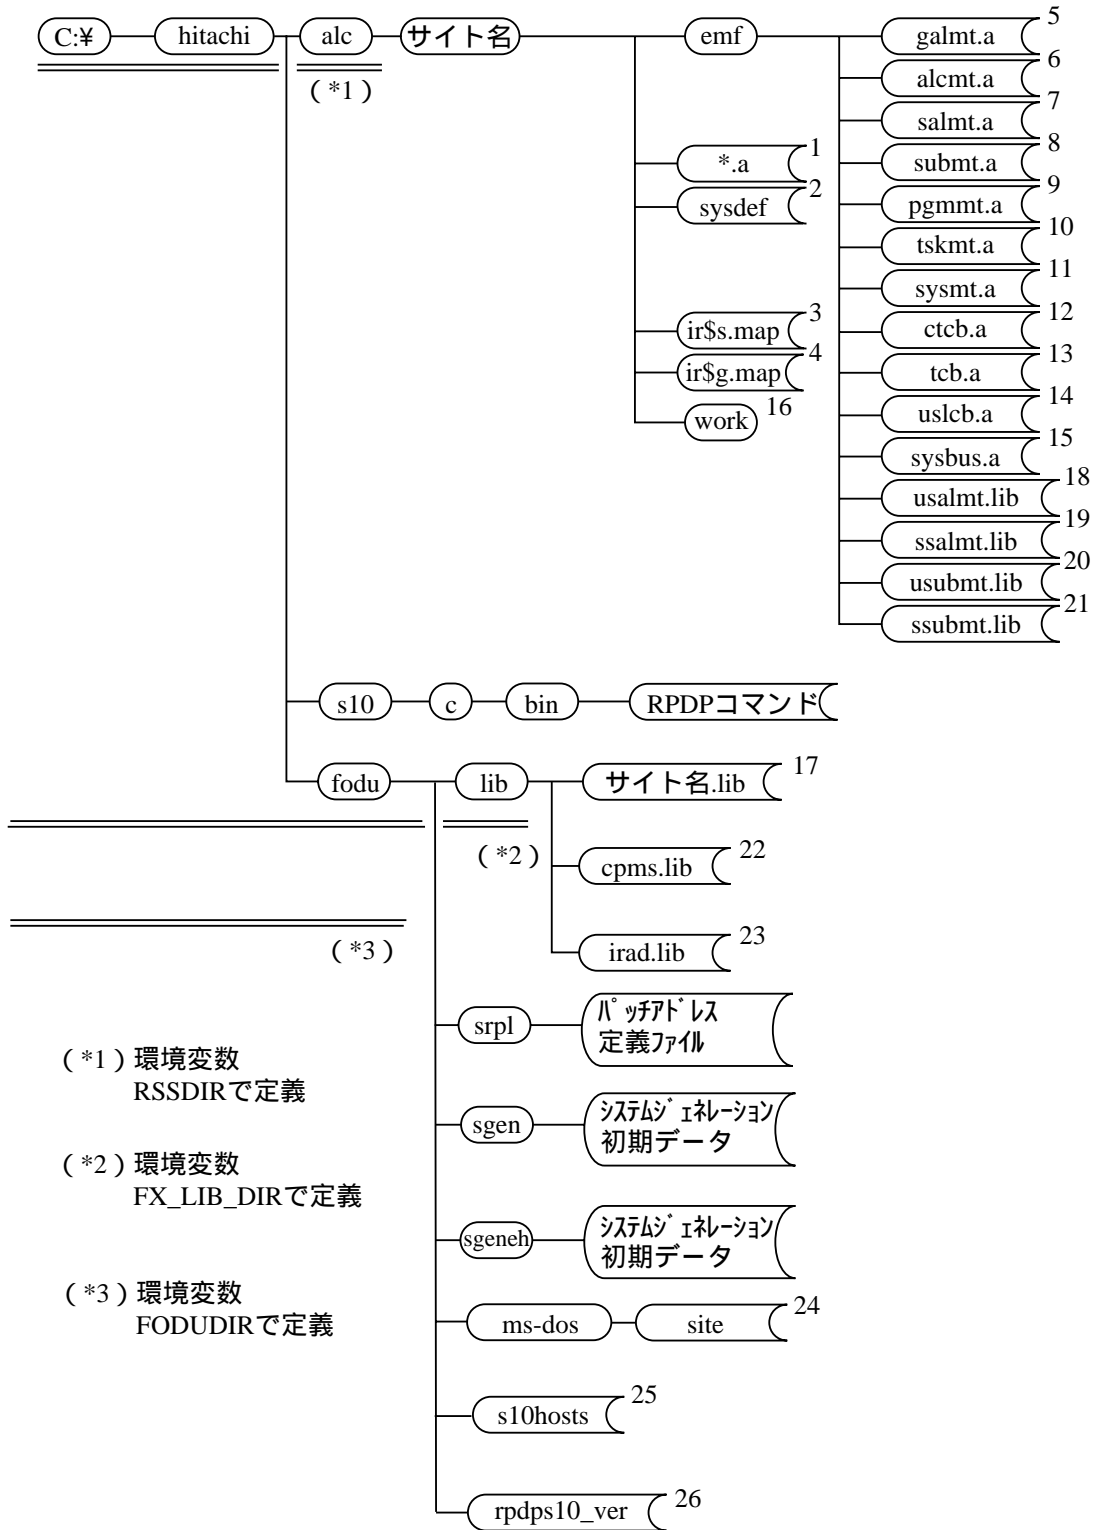 C:¥ hitachi alc サイト名 emf galmt.a 5
(*1)
alcmt.a 6
salmt.a 7
*.a 1
submt.a 8
sysdef 2
pgmmt.a 9
tskmt.a 10
sysmt.a 11
ir$s.map 3
ctcb.a 12
ir$g.map 4
tcb.a 13
work 16
uslcb.a 14
sysbus.a 15
usalmt.lib 18
ssalmt.lib 19
usubmt.lib 20
ssubmt.lib 21
s10 c bin RPDPコマンド
fodu lib サイト名.lib 17
(*2)
cpms.lib 22
(*3)
irad.lib 23
srpl パッチアドレス
定義ファイル
(*1)環境変数
RSSDIRで定義
sgen システムジェネレーション
初期データ
(*2)環境変数
FX_LIB_DIRで定義
sgeneh システムジェネレーション
初期データ
(*3)環境変数
FODUDIRで定義
ms-dos site 24
s10hosts 25
rpdps10_ver 26